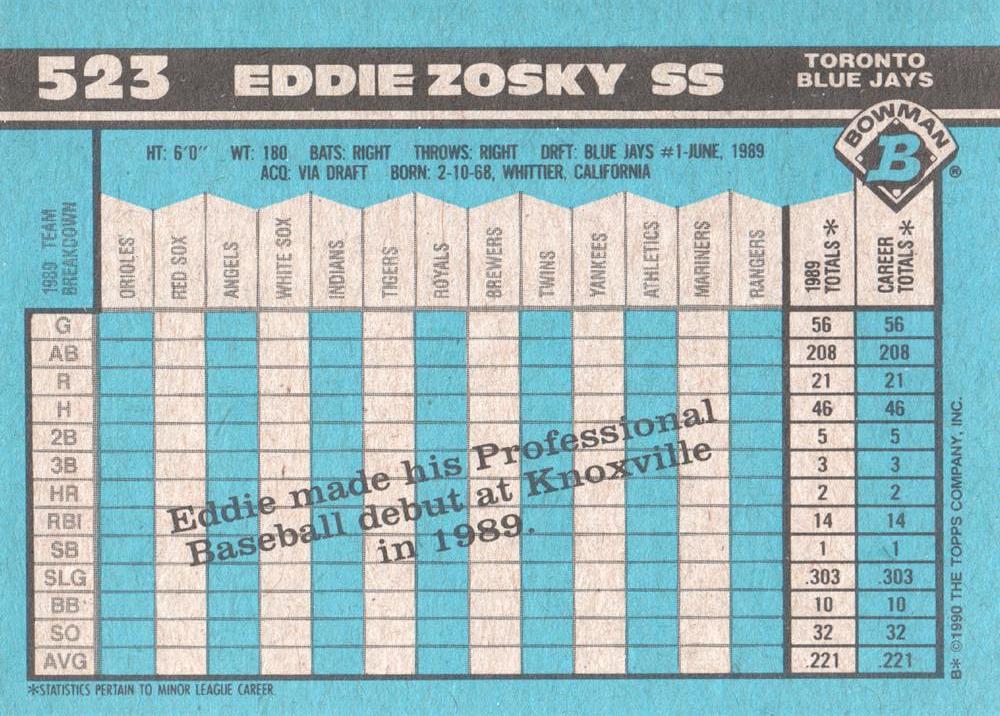 523 EDDIE ZOSKY SS TORONTO
BLUE JAYS
BOWMAN
B
®
HT: 6'0" WT: 180 BATS: RIGHT THROWS: RIGHT DRFT: BLUE JAYS #1-JUNE, 1989
ACQ: VIA DRAFT BORN: 2-10-68, WHITTIER, CALIFORNIA
1989 TEAM
BREAKDOWN
ORIOLES
RED SOX
ANGELS
WHITE SOX
INDIANS
TIGERS
ROYALS
BREWERS
TWINS
YANKEES
ATHLETICS
MARINERS
RANGERS
1989
TOTALS *
CAREER
TOTALS *
G 56 56
AB 208 208
R 21 21
H 46 46
2B 5 5
3B 3 3
HR 2 2
RBI 14 14
SB 1 1
SLG .303 .303
BB 10 10
SO 32 32
AVG .221 .221
Eddie made his Professional
Baseball debut at Knoxville
in 1989.
*STATISTICS PERTAIN TO MINOR LEAGUE CAREER
B* ©1990 THE TOPPS COMPANY, INC.